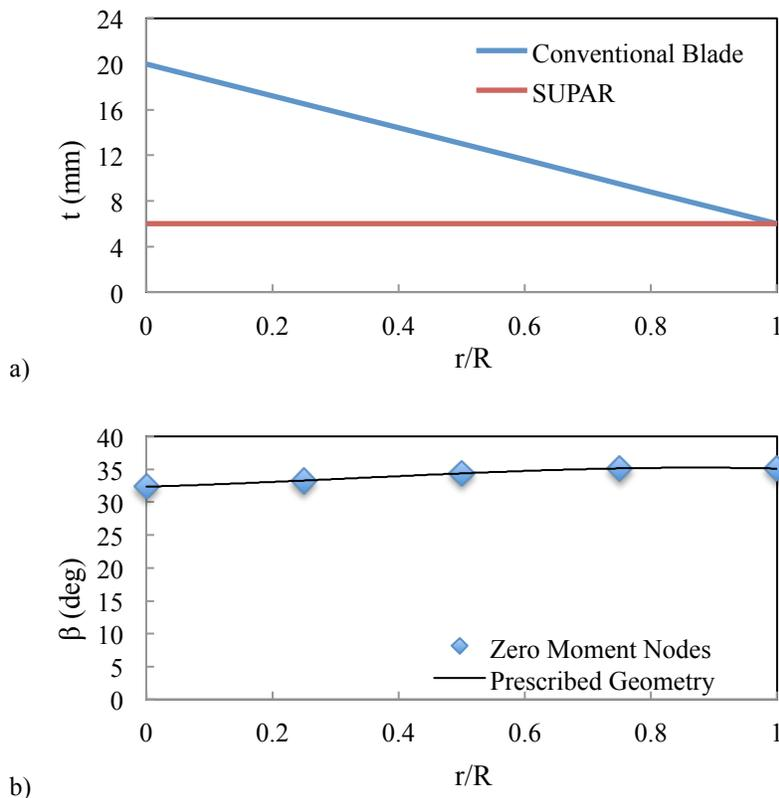 24
20
16
12
8
4
0
t (mm)
Conventional Blade
SUPAR
0 0.2 0.4 0.6 0.8 1
r/R
a)
40
35
30
25
20
15
10
5
0
β (deg)
Zero Moment Nodes
Prescribed Geometry
0 0.2 0.4 0.6 0.8 1
r/R
b)